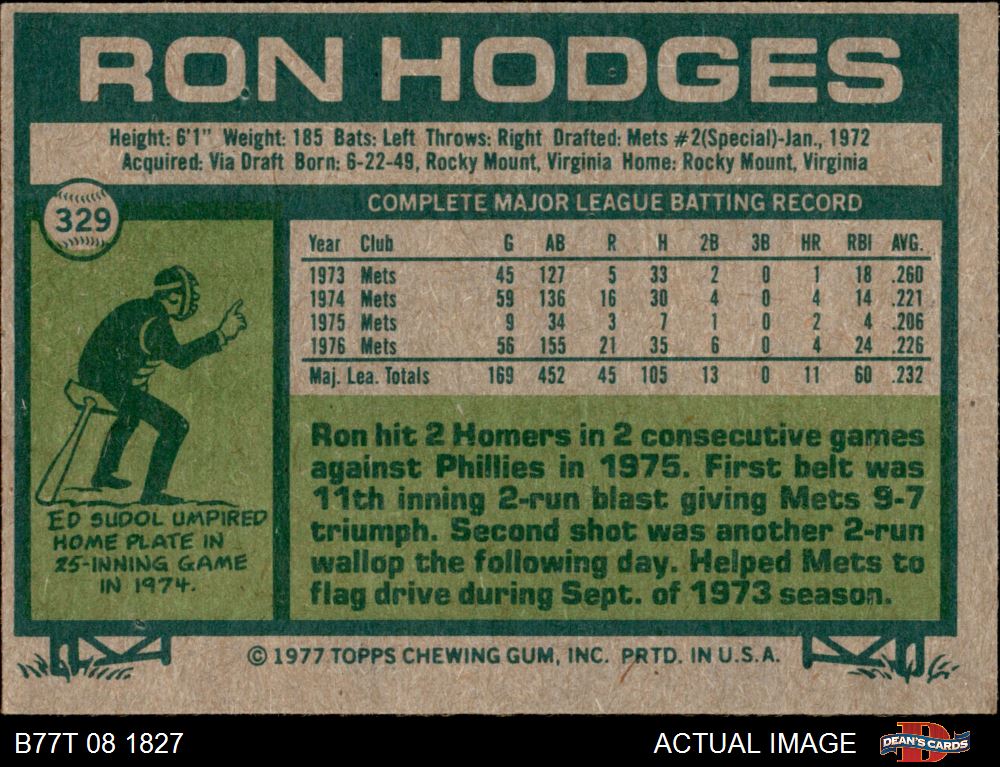 RON HODGES
Height: 6'1" Weight: 185 Bats: Left Throws: Right Drafted: Mets #2(Special)-Jan., 1972
Acquired: Via Draft Born: 6-22-49, Rocky Mount, Virginia Home: Rocky Mount, Virginia
329
COMPLETE MAJOR LEAGUE BATTING RECORD
Year Club G AB R H 2B 3B HR RBI AVG.
1973 Mets 45 127 5 33 2 0 1 18 .260
1974 Mets 59 136 16 30 4 0 4 14 .221
1975 Mets 9 34 3 7 1 0 2 4 .206
1976 Mets 56 155 21 35 6 0 4 24 .226
Maj. Lea. Totals 169 452 45 105 13 0 11 60 .232
ED SUDOL UMPIRED
HOME PLATE IN
25-INNING GAME
IN 1974.
Ron hit 2 Homers in 2 consecutive games
against Phillies in 1975. First belt was
11th inning 2-run blast giving Mets 9-7
triumph. Second shot was another 2-run
wallop the following day. Helped Mets to
flag drive during Sept. of 1973 season.
© 1977 TOPPS CHEWING GUM, INC. PRTD. IN U.S.A.
B77T 08 1827
ACTUAL IMAGE
DEAN'S CARDS